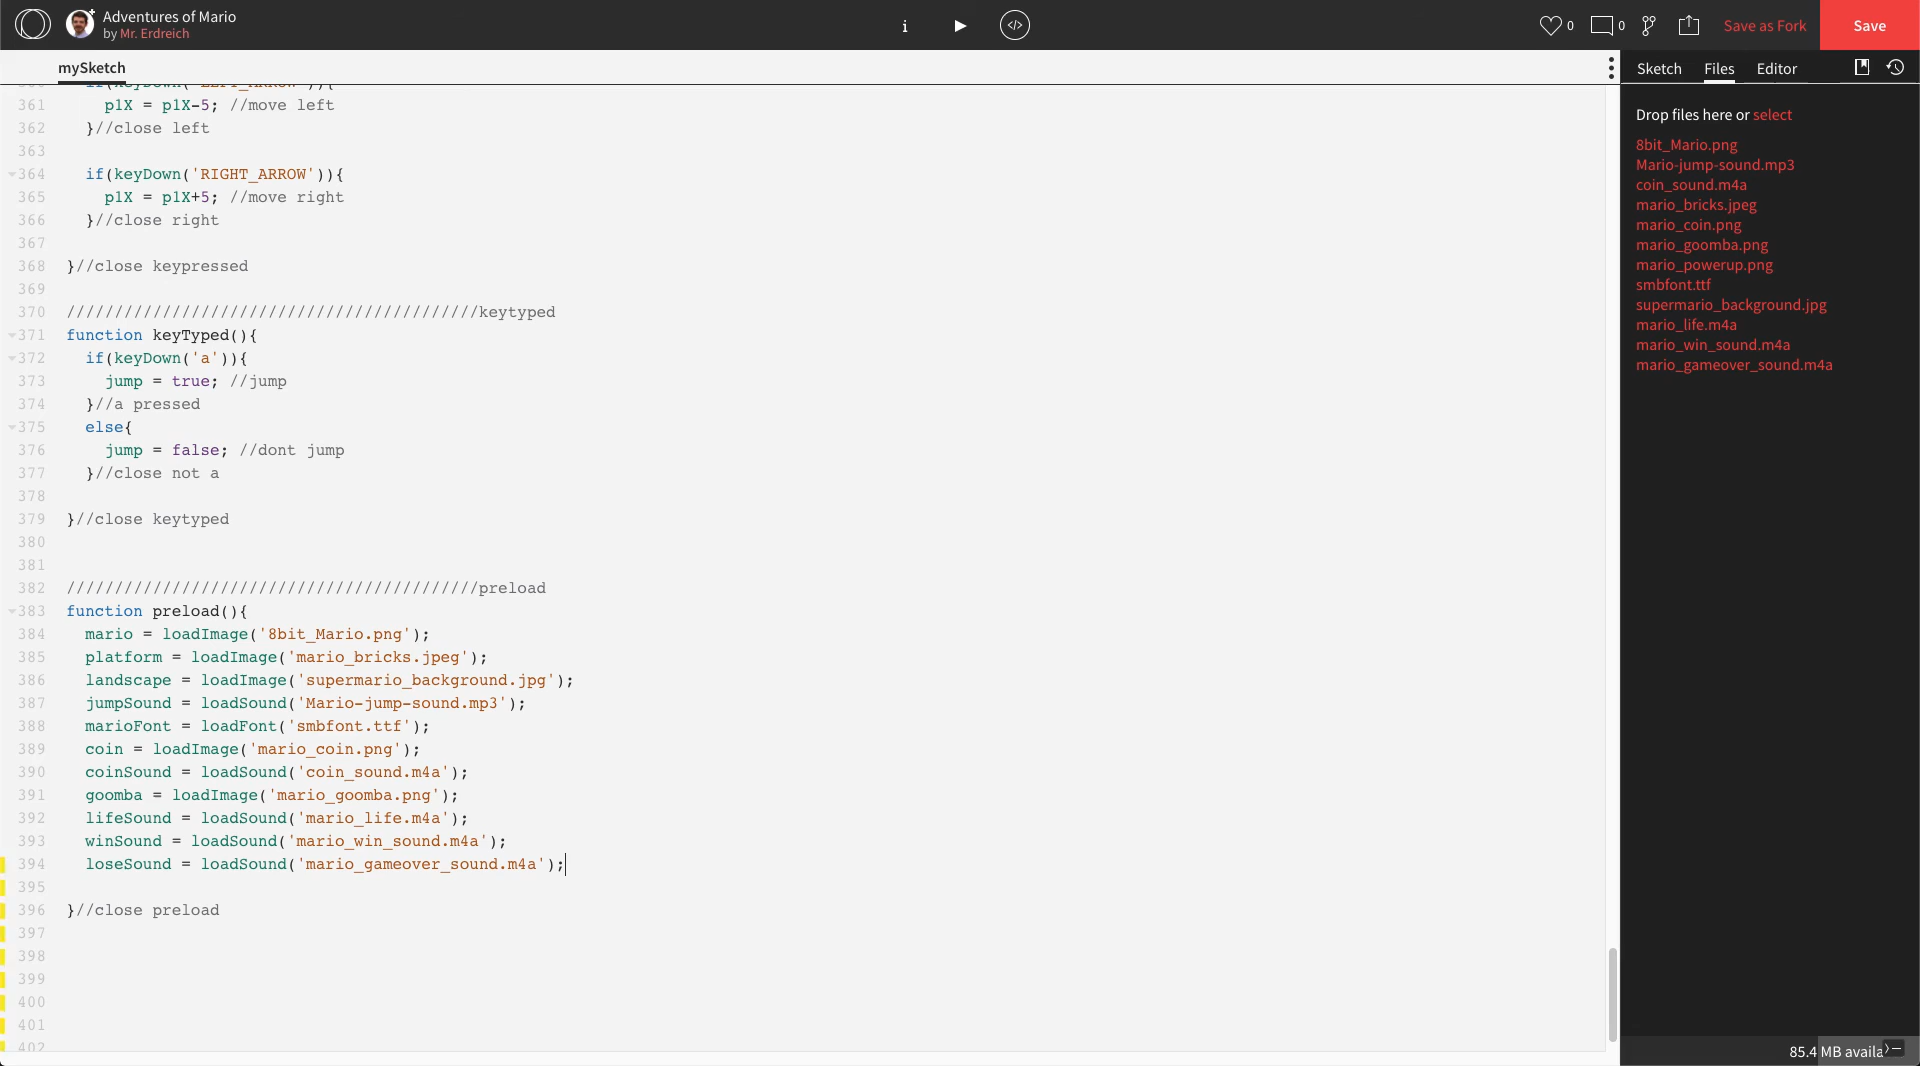 Adventures of Mario
by Mr. Erdreich
i
</>
0
0
Save as Fork
Save
mySketch
Sketch Files Editor
361 p1X = p1X-5; //move left
362 }//close left
363
364 if(keyDown('RIGHT_ARROW')){
365 p1X = p1X+5; //move right
366 }//close right
367
368 }//close keypressed
369
370 ///////////////////////////////////////////keytyped
371 function keyTyped(){
372 if(keyDown('a')){
373 jump = true; //jump
374 }//a pressed
375 else{
376 jump = false; //dont jump
377 }//close not a
378
379 }//close keytyped
380
381
382 ///////////////////////////////////////////preload
383 function preload(){
384 mario = loadImage('8bit_Mario.png');
385 platform = loadImage('mario_bricks.jpeg');
386 landscape = loadImage('supermario_background.jpg');
387 jumpSound = loadSound('Mario-jump-sound.mp3');
388 marioFont = loadFont('smbfont.ttf');
389 coin = loadImage('mario_coin.png');
390 coinSound = loadSound('coin_sound.m4a');
391 goomba = loadImage('mario_goomba.png');
392 lifeSound = loadSound('mario_life.m4a');
393 winSound = loadSound('mario_win_sound.m4a');
394 loseSound = loadSound('mario_gameover_sound.m4a');
395
396 }//close preload
397
398
399
400
401
402
Drop files here or select
8bit_Mario.png
Mario-jump-sound.mp3
coin_sound.m4a
mario_bricks.jpeg
mario_coin.png
mario_goomba.png
mario_powerup.png
smbfont.ttf
supermario_background.jpg
mario_life.m4a
mario_win_sound.m4a
mario_gameover_sound.m4a
85.4 MB availa